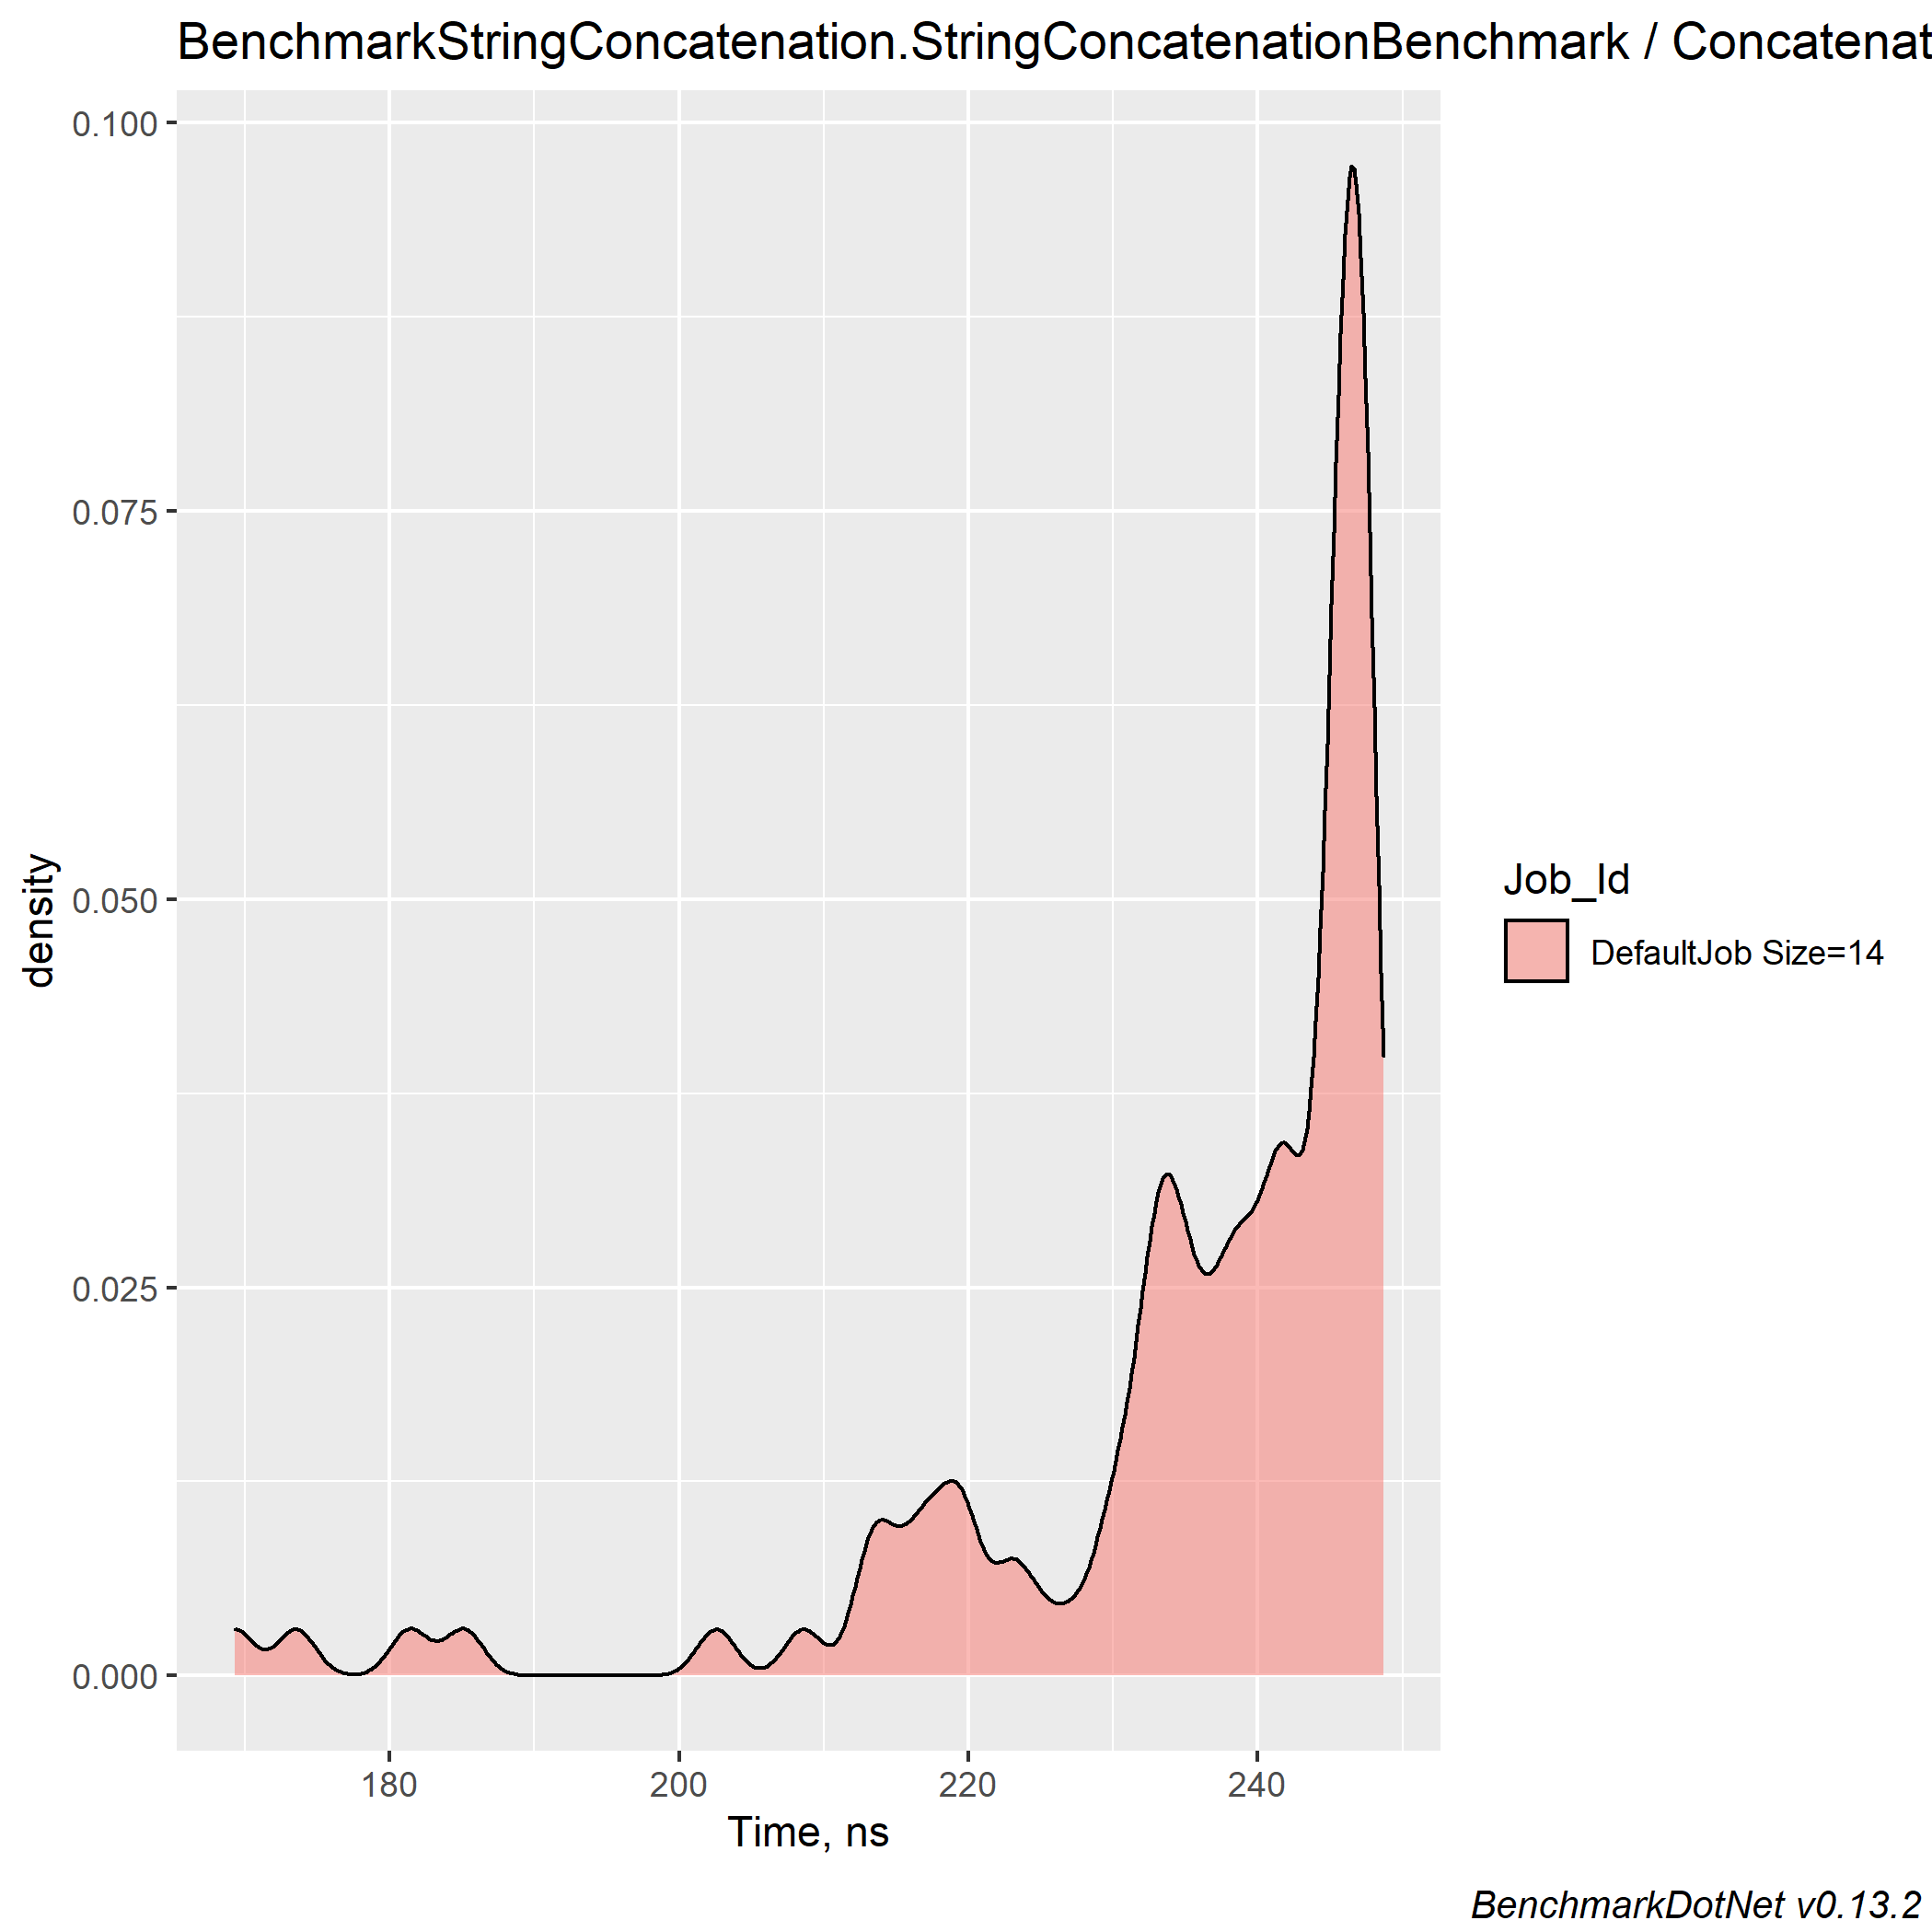 BenchmarkStringConcatenation.StringConcatenationBenchmark / Concatenat
0.100
0.075
0.050
0.025
0.000
density
180 200 220 240
Time, ns
Job_Id
DefaultJob Size=14
BenchmarkDotNet v0.13.2